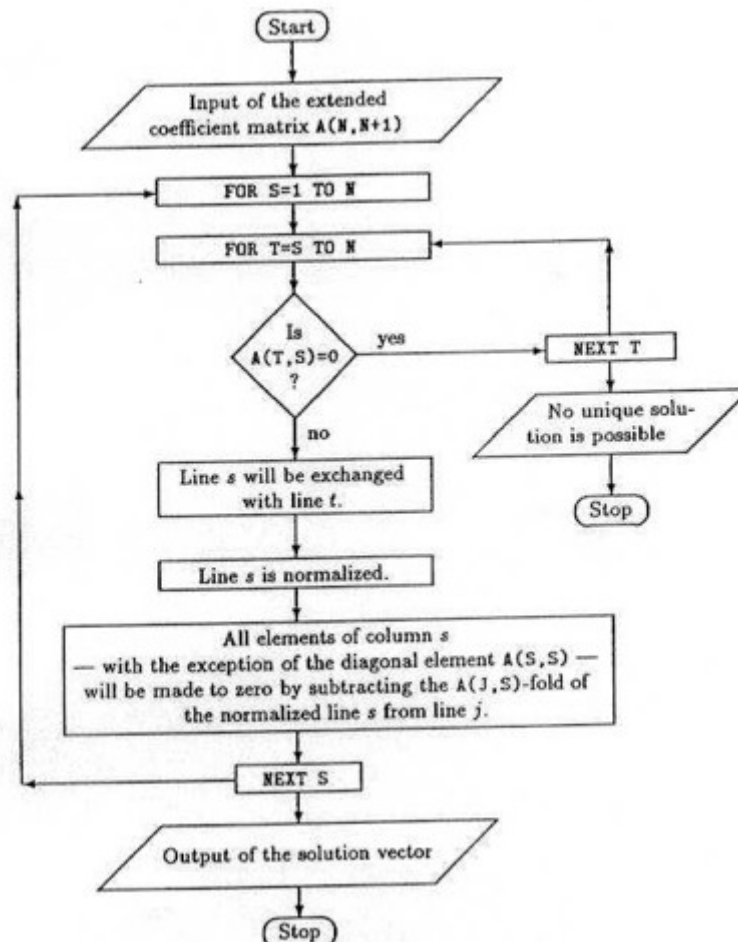 Start
Input of the extended
coefficient matrix A(N,N+1)
FOR S=1 TO N
FOR T=S TO N
Is
A(T,S)=0
?
yes
NEXT T
no
No unique solu-
tion is possible
Stop
Line s will be exchanged
with line t.
Line s is normalized.
All elements of column s
— with the exception of the diagonal element A(S,S) —
will be made to zero by subtracting the A(J,S)-fold of
the normalized line s from line j.
NEXT S
Output of the solution vector
Stop